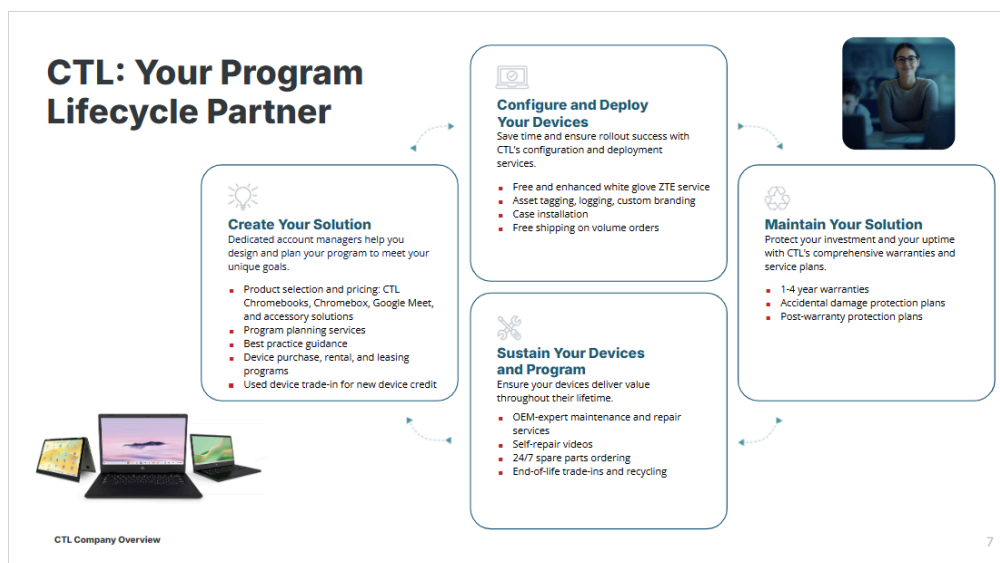 CTL: Your Program
Lifecycle Partner
Create Your Solution
Dedicated account managers help you
design and plan your program to meet your
unique goals.
Product selection and pricing: CTL
Chromebooks, Chromebox, Google Meet,
and accessory solutions
Program planning services
Best practice guidance
Device purchase, rental, and leasing
programs
Used device trade-in for new device credit
Configure and Deploy
Your Devices
Save time and ensure rollout success with
CTL's configuration and deployment
services.
Free and enhanced white glove ZTE service
Asset tagging, logging, custom branding
Case installation
Free shipping on volume orders
Maintain Your Solution
Protect your investment and your uptime
with CTL's comprehensive warranties and
service plans.
1-4 year warranties
Accidental damage protection plans
Post-warranty protection plans
Sustain Your Devices
and Program
Ensure your devices deliver value
throughout their lifetime.
OEM-expert maintenance and repair
services
Self-repair videos
24/7 spare parts ordering
End-of-life trade-ins and recycling
CTL Company Overview
7